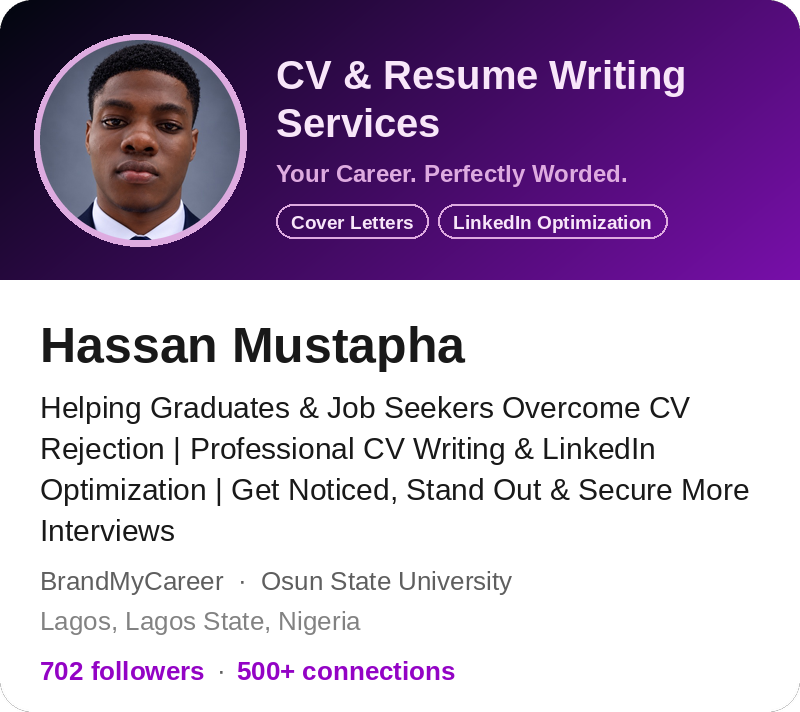 CV & Resume Writing
Services
Your Career. Perfectly Worded.
Cover Letters LinkedIn Optimization
Hassan Mustapha
Helping Graduates & Job Seekers Overcome CV
Rejection | Professional CV Writing & LinkedIn
Optimization | Get Noticed, Stand Out & Secure More
Interviews
BrandMyCareer · Osun State University
Lagos, Lagos State, Nigeria
702 followers · 500+ connections